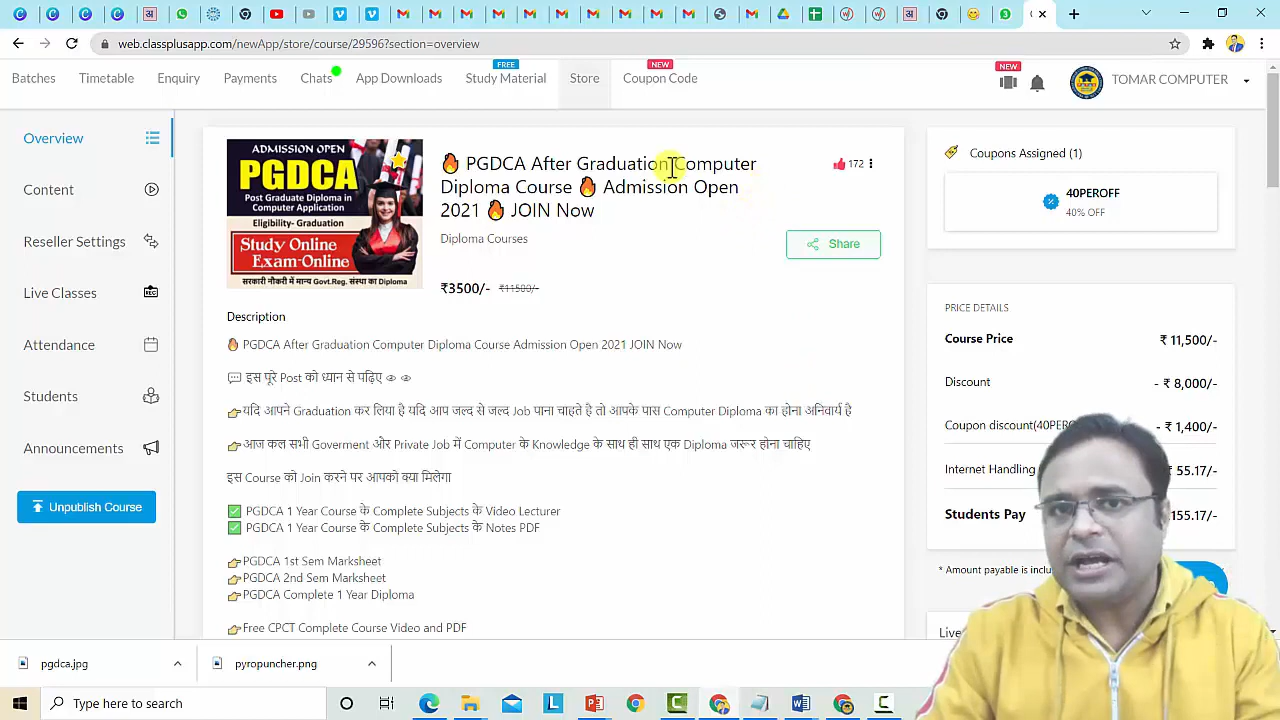 web.classplusapp.com/newApp/store/course/29596?section=overview
Batches
Timetable
Enquiry
Payments
Chats
App Downloads
FREE
Study Material
Store
NEW
Coupon Code
NEW
TOMAR COMPUTER
Overview
Content
Reseller Settings
Live Classes
REC
Attendance
Students
Announcements
Unpublish Course
ADMISSION OPEN
PGDCA
Post Graduate Diploma in
Computer Application
Eligibility- Graduation
Study Online
Exam-Online
सरकारी नौकरी में मान्य Govt.Reg. संस्था का Diploma
🔥 PGDCA After Graduation Computer
Diploma Course 🔥 Admission Open
2021 🔥 JOIN Now
172
Diploma Courses
Share
₹3500/- ₹11500/-
Description
🔥 PGDCA After Graduation Computer Diploma Course Admission Open 2021 JOIN Now
💬 इस पूरे Post को ध्यान से पढ़िए 👁 👁
👉यदि आपने Graduation कर लिया है यदि आप जल्द से जल्द Job पाना चाहते है तो आपके पास Computer Diploma का होना अनिवार्य है
👉आज कल सभी Goverment और Private Job में Computer के Knowledge के साथ ही साथ एक Diploma जरूर होना चाहिए
इस Course को Join करने पर आपको क्या मिलेगा
✅ PGDCA 1 Year Course के Complete Subjects के Video Lecturer
✅ PGDCA 1 Year Course के Complete Subjects के Notes PDF
👉PGDCA 1st Sem Marksheet
👉PGDCA 2nd Sem Marksheet
👉PGDCA Complete 1 Year Diploma
👉Free CPCT Complete Course Video and PDF
Coupons Assigned (1)
40PEROFF
40% OFF
PRICE DETAILS
Course Price ₹ 11,500/-
Discount - ₹ 8,000/-
Coupon discount(40PERO - ₹ 1,400/-
Internet Handling ₹ 55.17/-
Students Pay 155.17/-
* Amount payable is inclu
Live
pgdca.jpg
pyropuncher.png
Type here to search